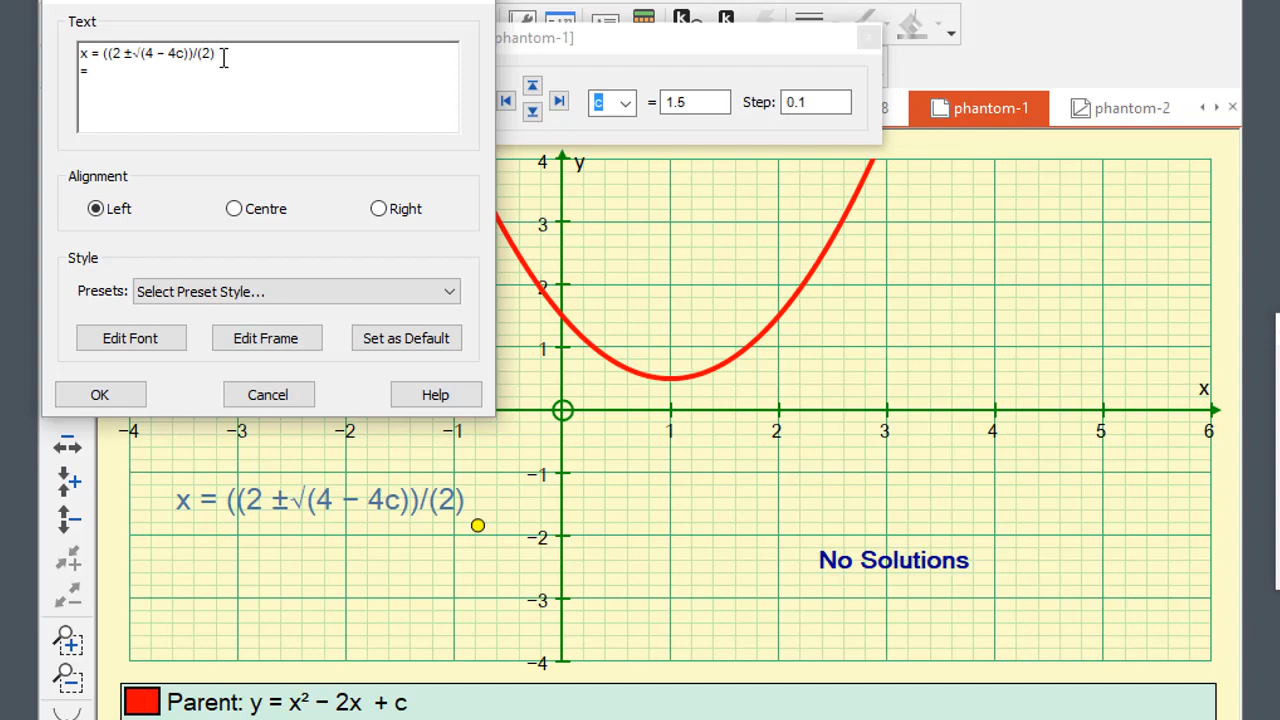 Text
x = ((2 ±√(4 − 4c))/(2)
=
Alignment
Left
Centre
Right
Style
Presets:
Select Preset Style...
Edit Font
Edit Frame
Set as Default
OK
Cancel
Help
phantom-1]
c
=
1.5
Step:
0.1
8
phantom-1
phantom-2
k
k
y
x
4
3
2
1
−1
−2
−3
−4
−4
−3
−2
−1
1
2
3
4
5
6
x = ((2 ±√(4 − 4c))/(2)
No Solutions
Parent: y = x² − 2x + c